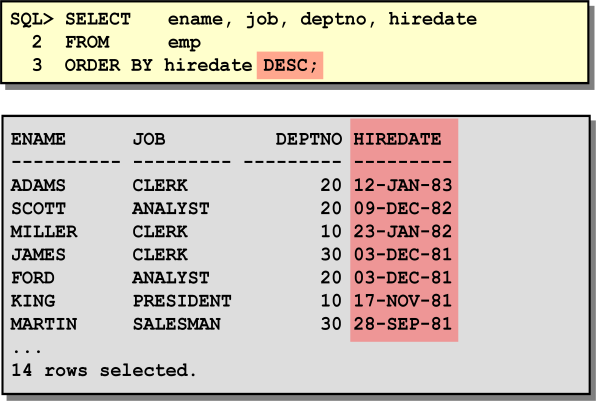 SQL> SELECT ename, job, deptno, hiredate
2 FROM emp
3 ORDER BY hiredate DESC;
ENAME JOB DEPTNO HIREDATE
---------- --------- --------- ---------
ADAMS CLERK 20 12-JAN-83
SCOTT ANALYST 20 09-DEC-82
MILLER CLERK 10 23-JAN-82
JAMES CLERK 30 03-DEC-81
FORD ANALYST 20 03-DEC-81
KING PRESIDENT 10 17-NOV-81
MARTIN SALESMAN 30 28-SEP-81
...
14 rows selected.